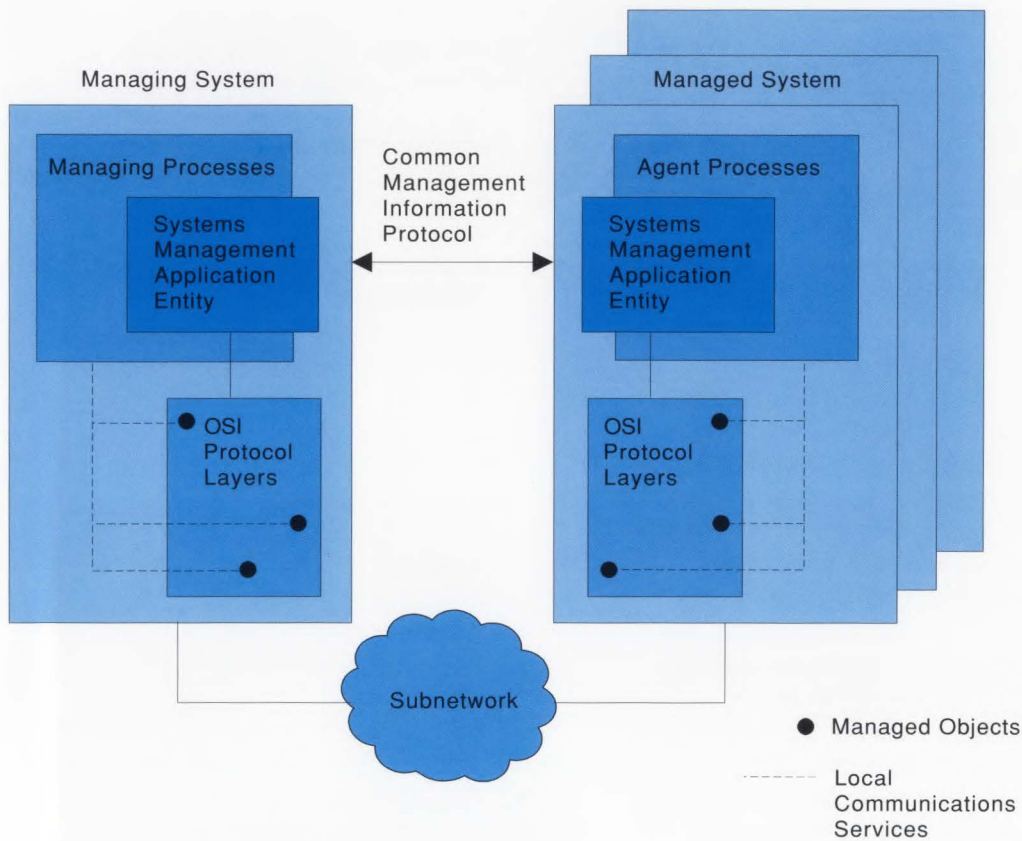 Managing System
Managed System
Managing Processes
Systems
Management
Application
Entity
Common
Management
Information
Protocol
Agent Processes
Systems
Management
Application
Entity
OSI
Protocol
Layers
OSI
Protocol
Layers
Subnetwork
Managed Objects
Local
Communications
Services